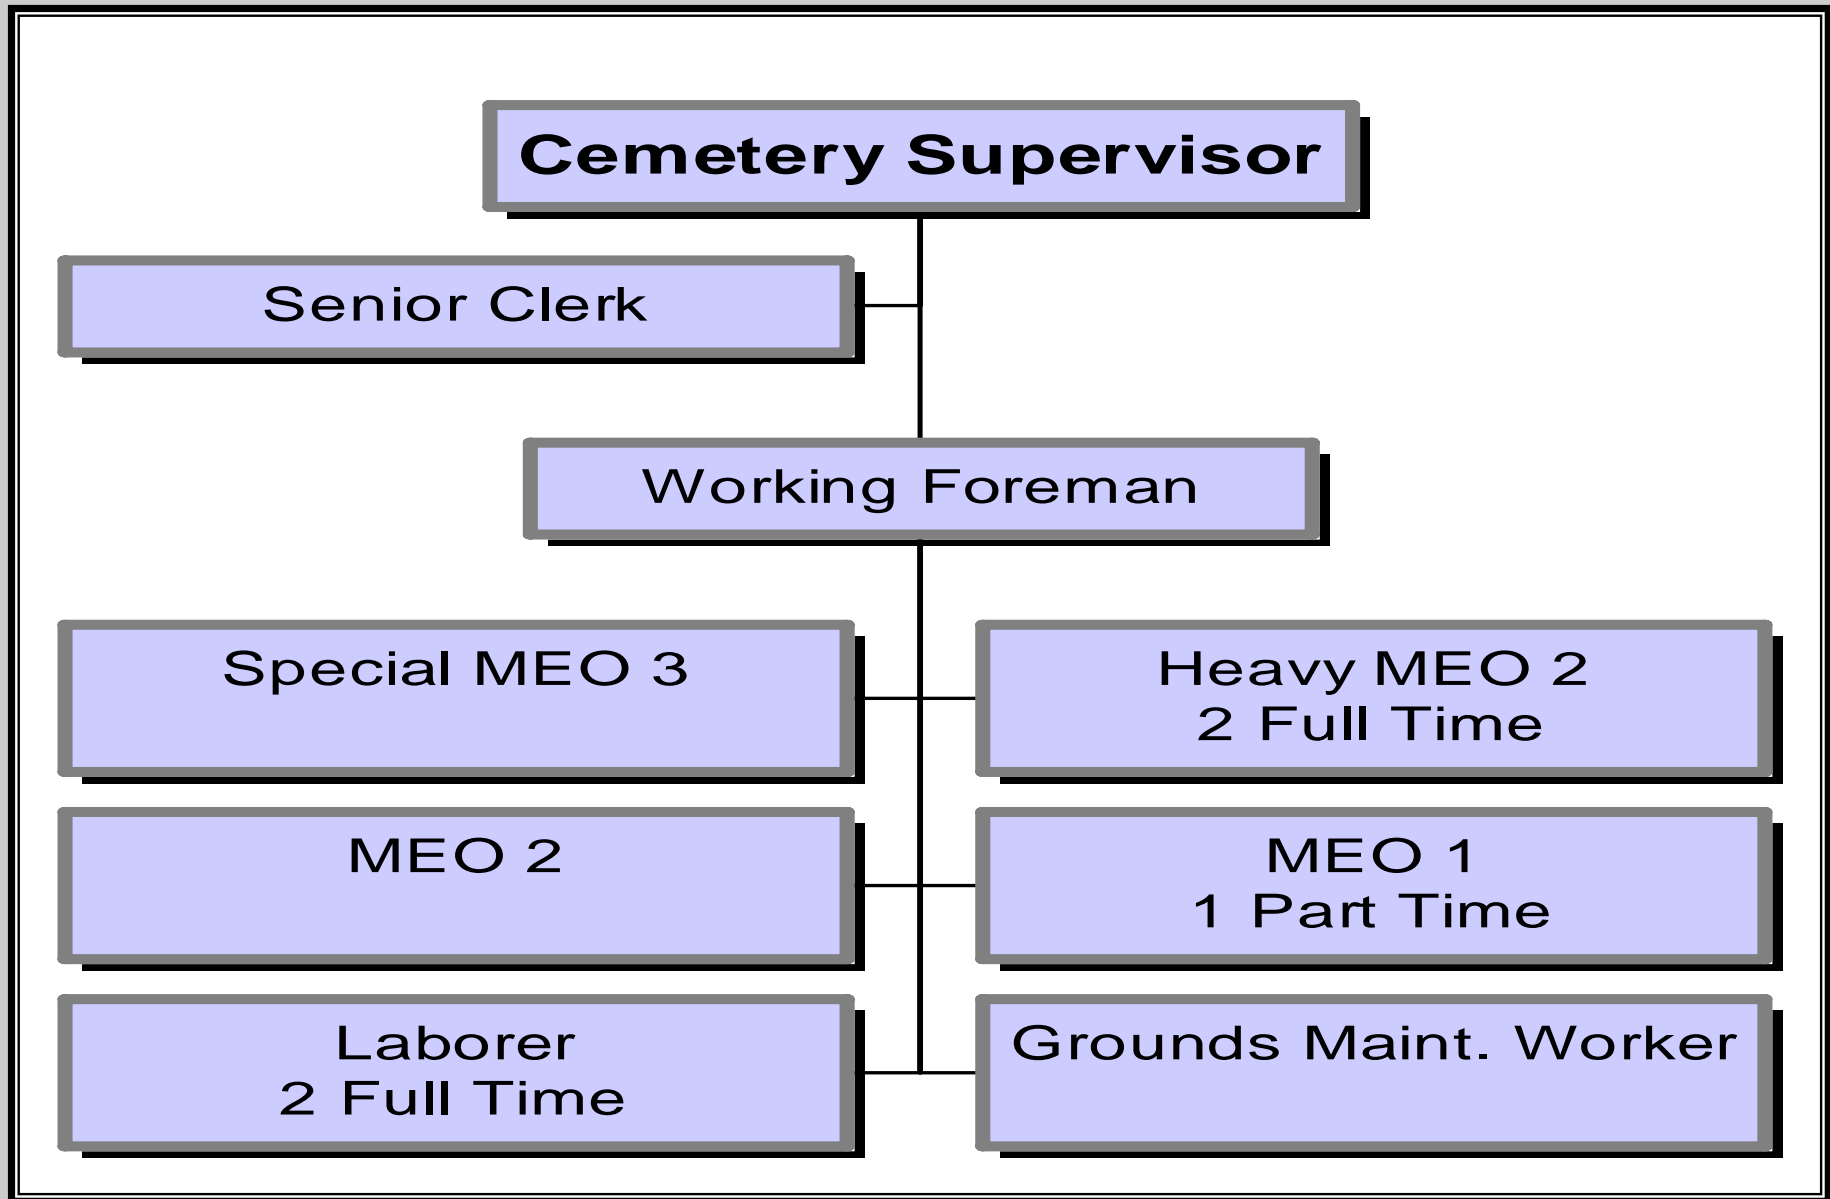 Cemetery Supervisor
Senior Clerk
Working Foreman
Special MEO 3
Heavy MEO 2
2 Full Time
MEO 2
MEO 1
1 Part Time
Laborer
2 Full Time
Grounds Maint. Worker